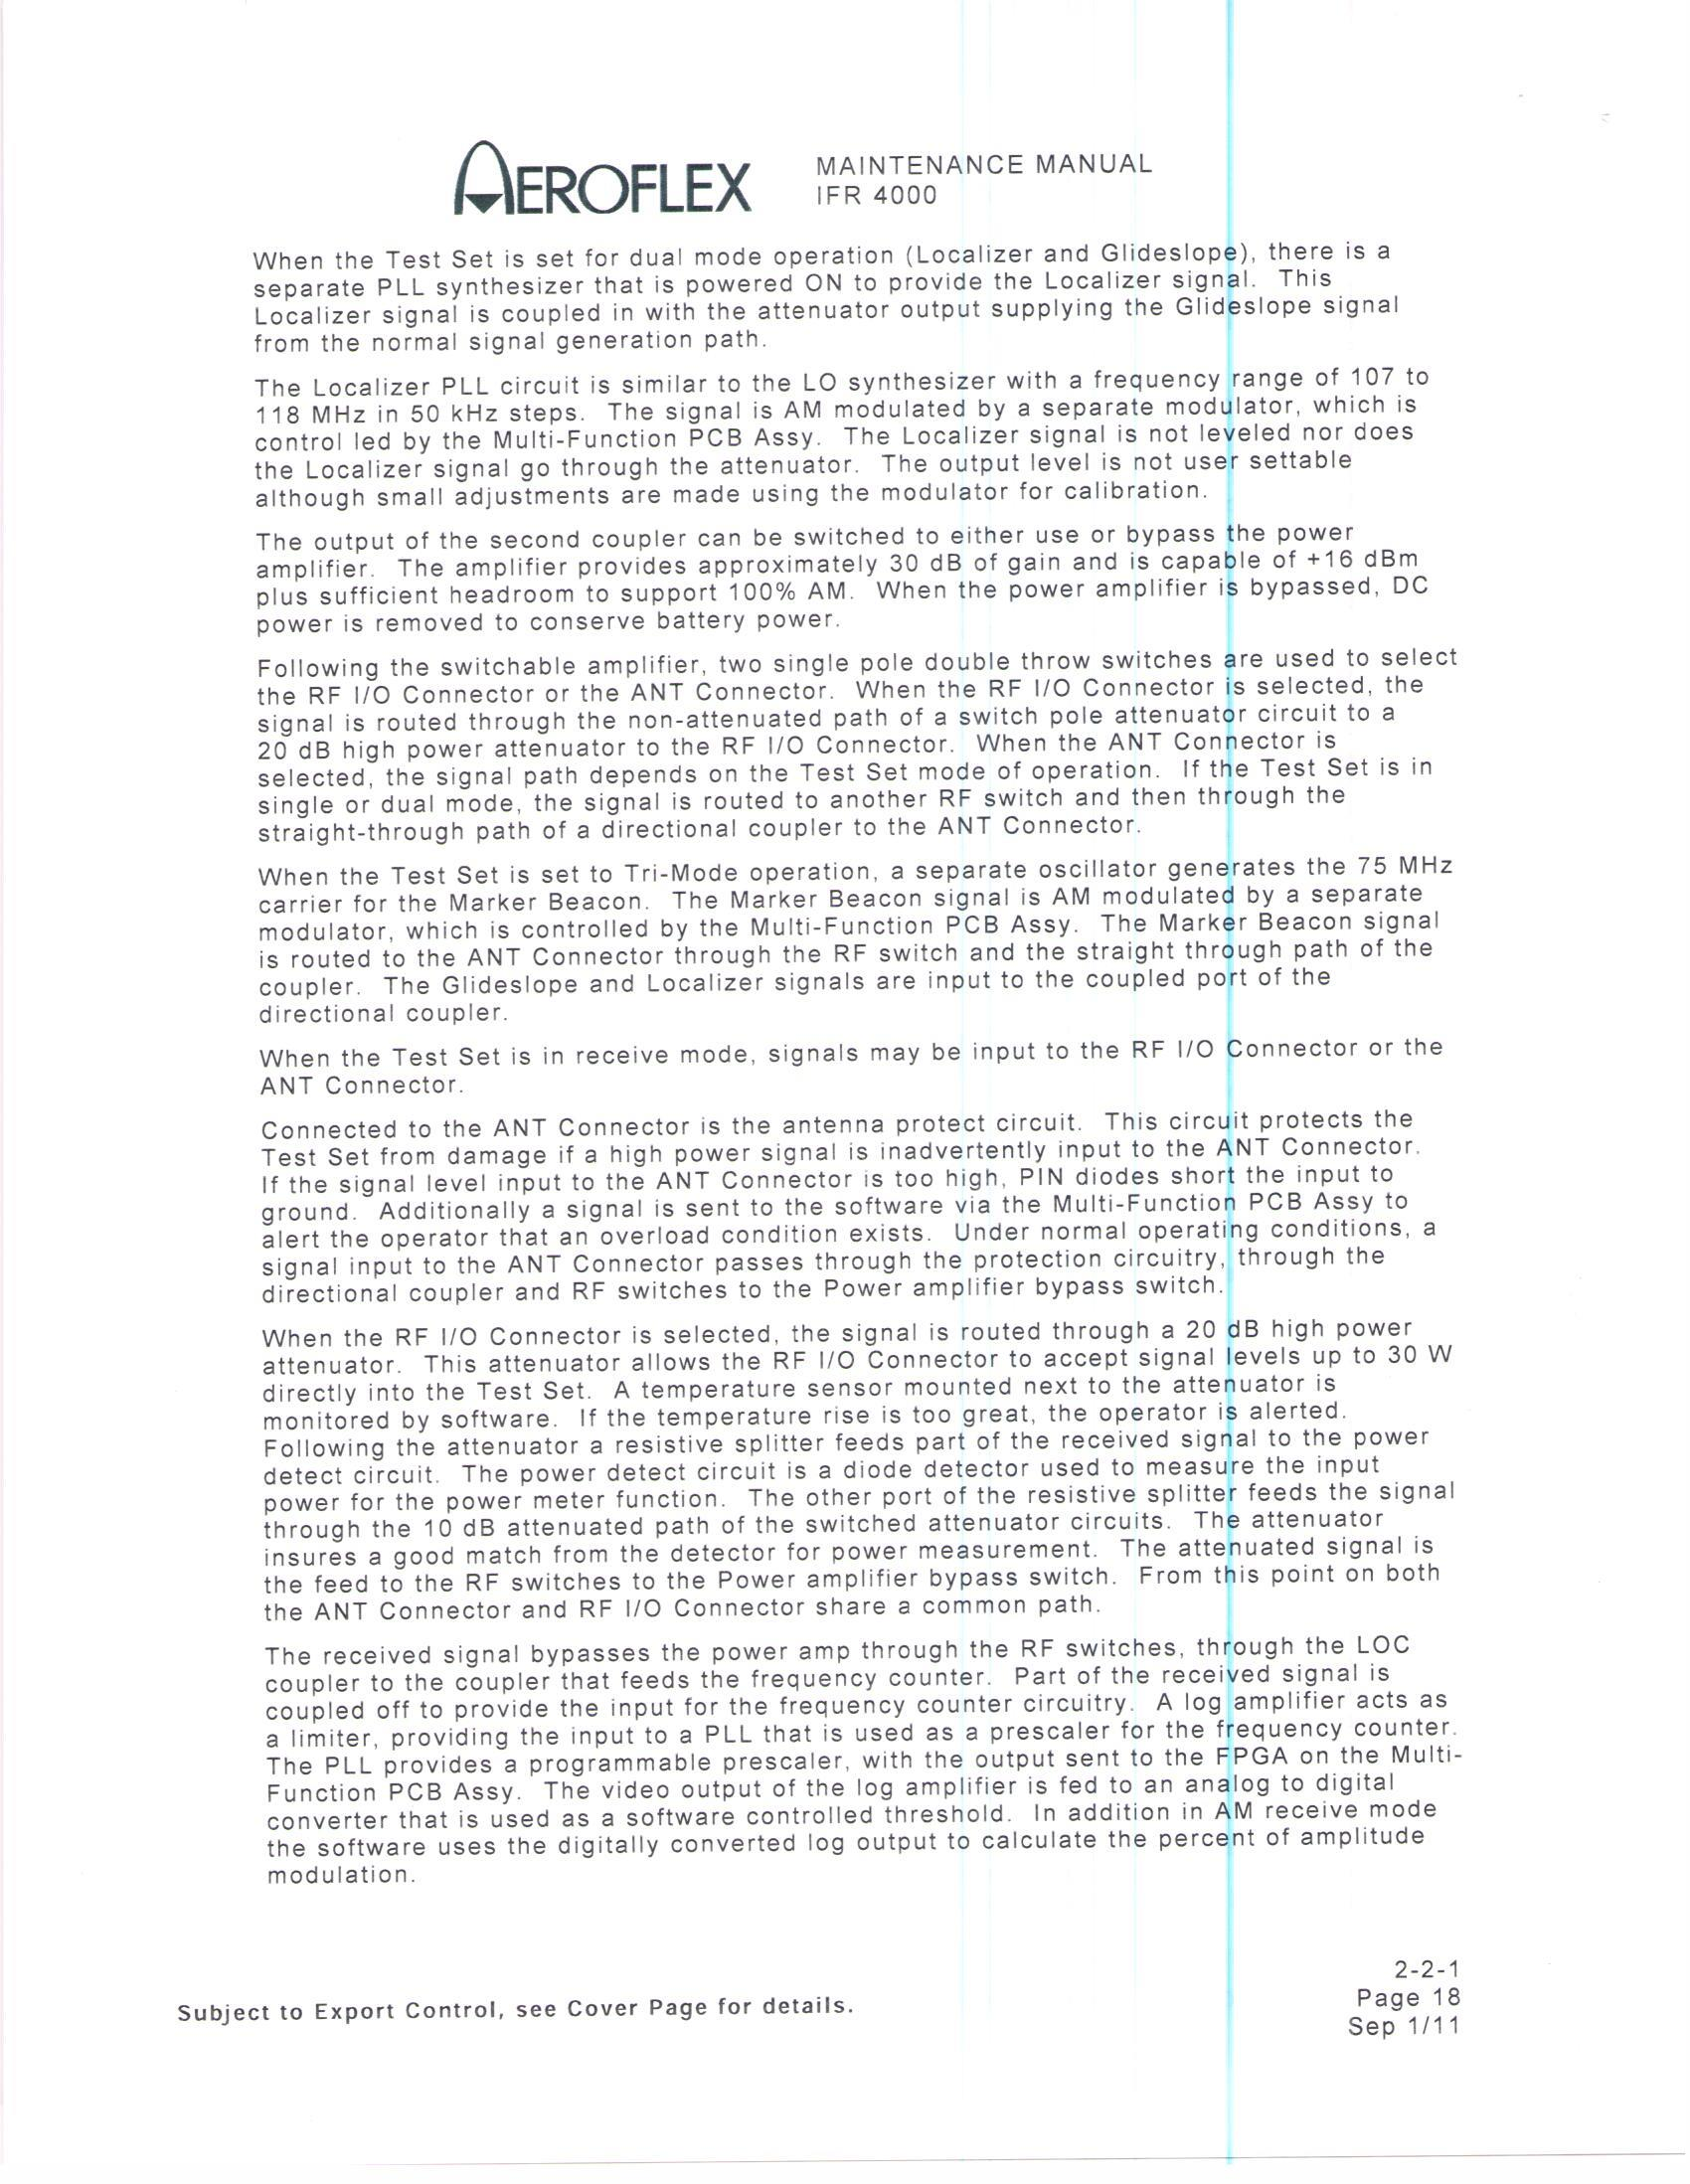 AEROFLEX
MAINTENANCE MANUAL
IFR 4000
When the Test Set is set for dual mode operation (Localizer and Glideslope), there is a
separate PLL synthesizer that is powered ON to provide the Localizer signal. This
Localizer signal is coupled in with the attenuator output supplying the Glideslope signal
from the normal signal generation path.
The Localizer PLL circuit is similar to the LO synthesizer with a frequency range of 107 to
118 MHz in 50 kHz steps. The signal is AM modulated by a separate modulator, which is
control led by the Multi-Function PCB Assy. The Localizer signal is not leveled nor does
the Localizer signal go through the attenuator. The output level is not user settable
although small adjustments are made using the modulator for calibration.
The output of the second coupler can be switched to either use or bypass the power
amplifier. The amplifier provides approximately 30 dB of gain and is capable of +16 dBm
plus sufficient headroom to support 100% AM. When the power amplifier is bypassed, DC
power is removed to conserve battery power.
Following the switchable amplifier, two single pole double throw switches are used to select
the RF I/O Connector or the ANT Connector. When the RF I/O Connector is selected, the
signal is routed through the non-attenuated path of a switch pole attenuator circuit to a
20 dB high power attenuator to the RF I/O Connector. When the ANT Connector is
selected, the signal path depends on the Test Set mode of operation. If the Test Set is in
single or dual mode, the signal is routed to another RF switch and then through the
straight-through path of a directional coupler to the ANT Connector.
When the Test Set is set to Tri-Mode operation, a separate oscillator generates the 75 MHz
carrier for the Marker Beacon. The Marker Beacon signal is AM modulated by a separate
modulator, which is controlled by the Multi-Function PCB Assy. The Marker Beacon signal
is routed to the ANT Connector through the RF switch and the straight through path of the
coupler. The Glideslope and Localizer signals are input to the coupled port of the
directional coupler.
When the Test Set is in receive mode, signals may be input to the RF I/O Connector or the
ANT Connector.
Connected to the ANT Connector is the antenna protect circuit. This circuit protects the
Test Set from damage if a high power signal is inadvertently input to the ANT Connector.
If the signal level input to the ANT Connector is too high, PIN diodes short the input to
ground. Additionally a signal is sent to the software via the Multi-Function PCB Assy to
alert the operator that an overload condition exists. Under normal operating conditions, a
signal input to the ANT Connector passes through the protection circuitry, through the
directional coupler and RF switches to the Power amplifier bypass switch.
When the RF I/O Connector is selected, the signal is routed through a 20 dB high power
attenuator. This attenuator allows the RF I/O Connector to accept signal levels up to 30 W
directly into the Test Set. A temperature sensor mounted next to the attenuator is
monitored by software. If the temperature rise is too great, the operator is alerted.
Following the attenuator a resistive splitter feeds part of the received signal to the power
detect circuit. The power detect circuit is a diode detector used to measure the input
power for the power meter function. The other port of the resistive splitter feeds the signal
through the 10 dB attenuated path of the switched attenuator circuits. The attenuator
insures a good match from the detector for power measurement. The attenuated signal is
the feed to the RF switches to the Power amplifier bypass switch. From this point on both
the ANT Connector and RF I/O Connector share a common path.
The received signal bypasses the power amp through the RF switches, through the LOC
coupler to the coupler that feeds the frequency counter. Part of the received signal is
coupled off to provide the input for the frequency counter circuitry. A log amplifier acts as
a limiter, providing the input to a PLL that is used as a prescaler for the frequency counter.
The PLL provides a programmable prescaler, with the output sent to the FPGA on the Multi-
Function PCB Assy. The video output of the log amplifier is fed to an analog to digital
converter that is used as a software controlled threshold. In addition in AM receive mode
the software uses the digitally converted log output to calculate the percent of amplitude
modulation.
Subject to Export Control, see Cover Page for details.
2-2-1
Page 18
Sep 1/11